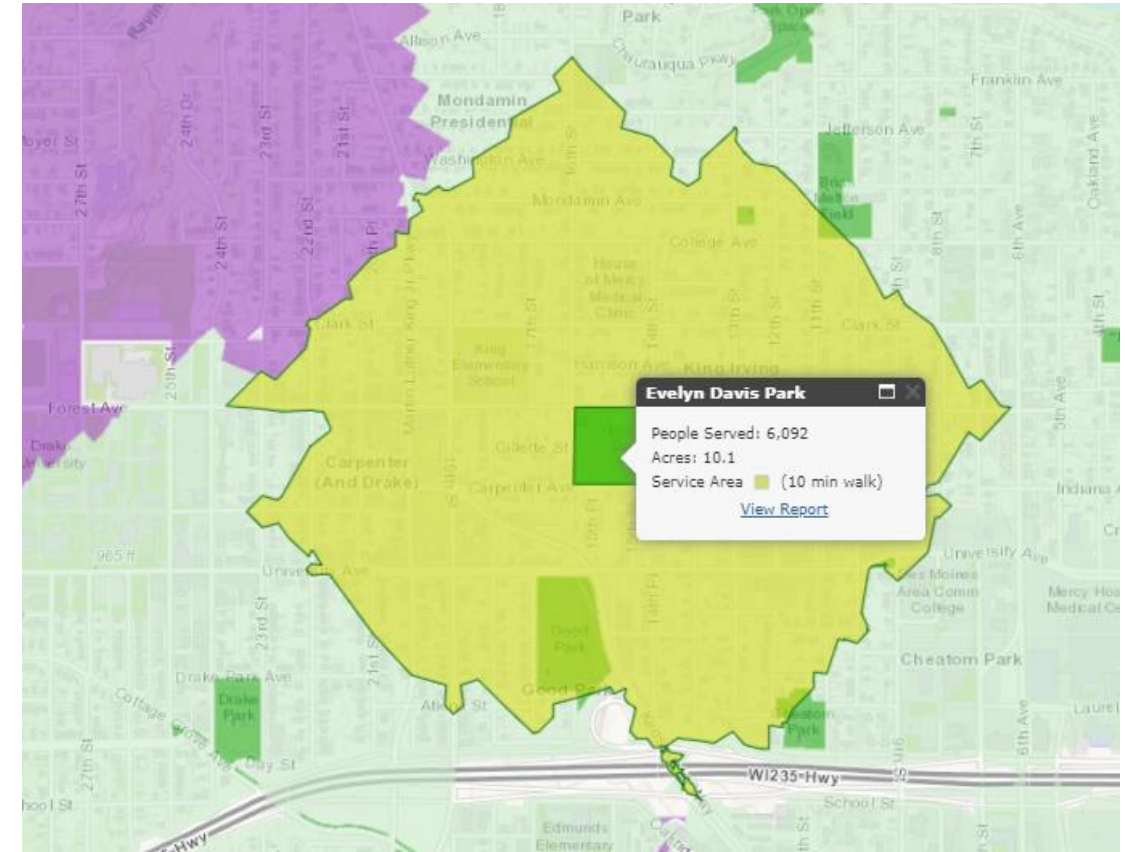 Park
Allison Ave
Chautauqua Pkwy
Franklin Ave
24th Dr
23rd St
21st St
Mondamin
Presidential
16th St
Jefferson Ave
7th St
Oakland Ave
27th St
Washington Ave
24th St
22nd St
Mondamin Ave
College Ave
8th St
6th Ave
House
of Mercy
Medical
Clinic
Martin Luther King Jr Pkwy
17th St
14th St
13th St
12th St
11th St
Clark St
Clark St
King
Elementary
School
Harrison Ave
King Irving
25th St
Forest Ave
5th Ave
Evelyn Davis Park
People Served: 6,092
Acres: 10.1
Service Area (10 min walk)
View Report
Drake
University
Carpenter
(And Drake)
Gillette St
Carpenter Ave
15th Pl
Indiana
965 ft
University Ave
University Ave
Des Moines
Area Comm
College
Mercy Hos
Medical Ce
23rd St
21st St
14th Pl
Good
Park
Cheatom Park
Drake Park Ave
Drake
Park
Cottage Grove Ave
Good Park
Cheatom
Park
Laurel
6th Ave
27th St
Day St
WI235-Hwy
9th St
School St
Edmunds
Elementary